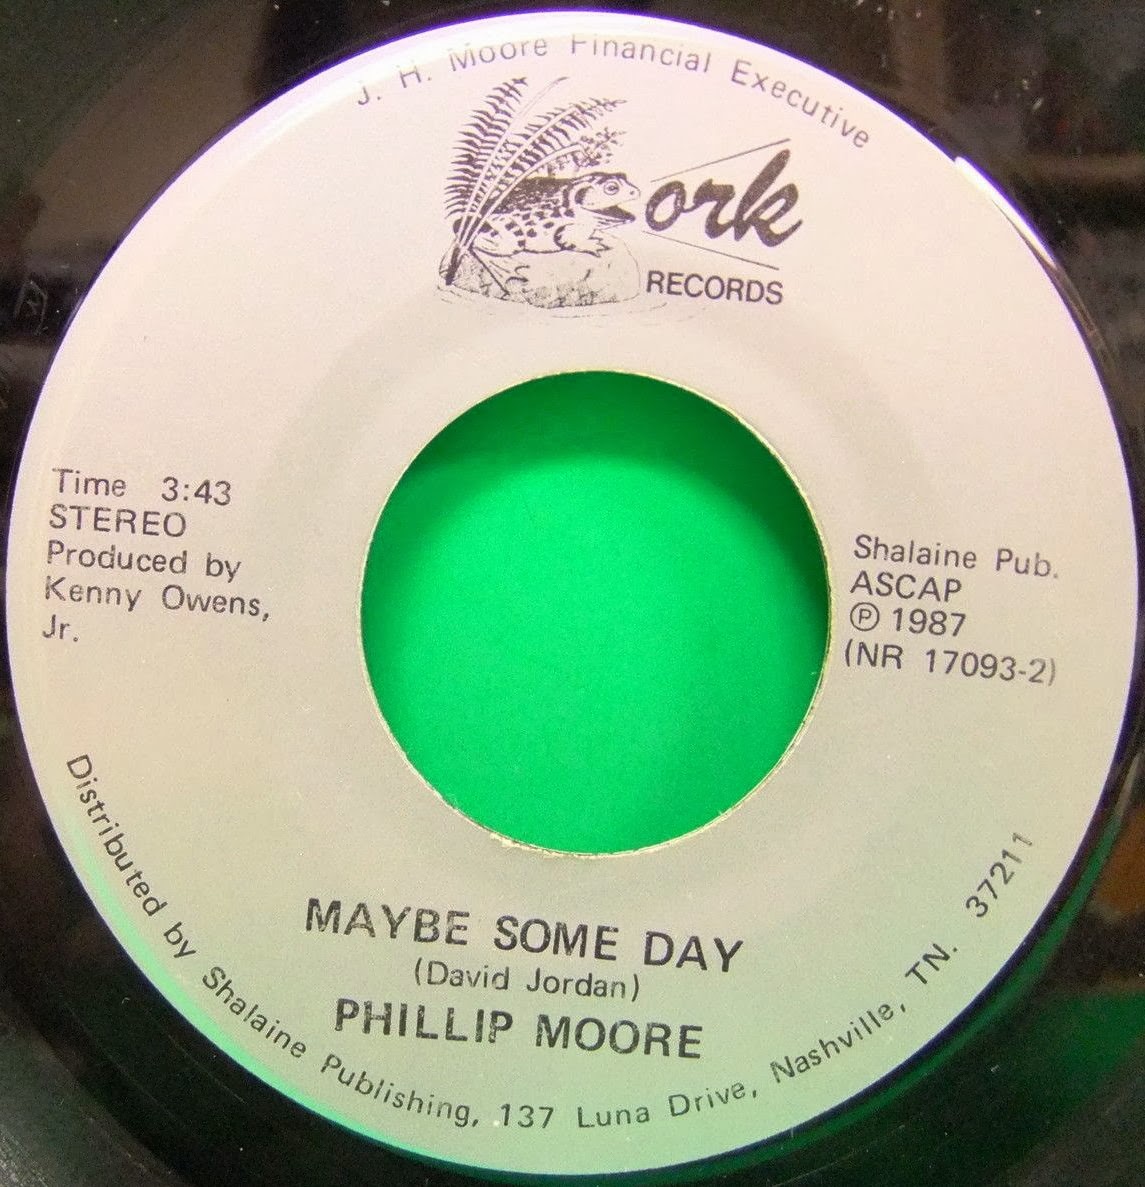 J. H. Moore Financial Executive
ork
RECORDS
Time 3:43
STEREO
Produced by
Kenny Owens,
Jr.
Shalaine Pub.
ASCAP
Ⓟ 1987
(NR 17093-2)
MAYBE SOME DAY
(David Jordan)
PHILLIP MOORE
Distributed by Shalaine Publishing, 137 Luna Drive, Nashville, TN. 37211